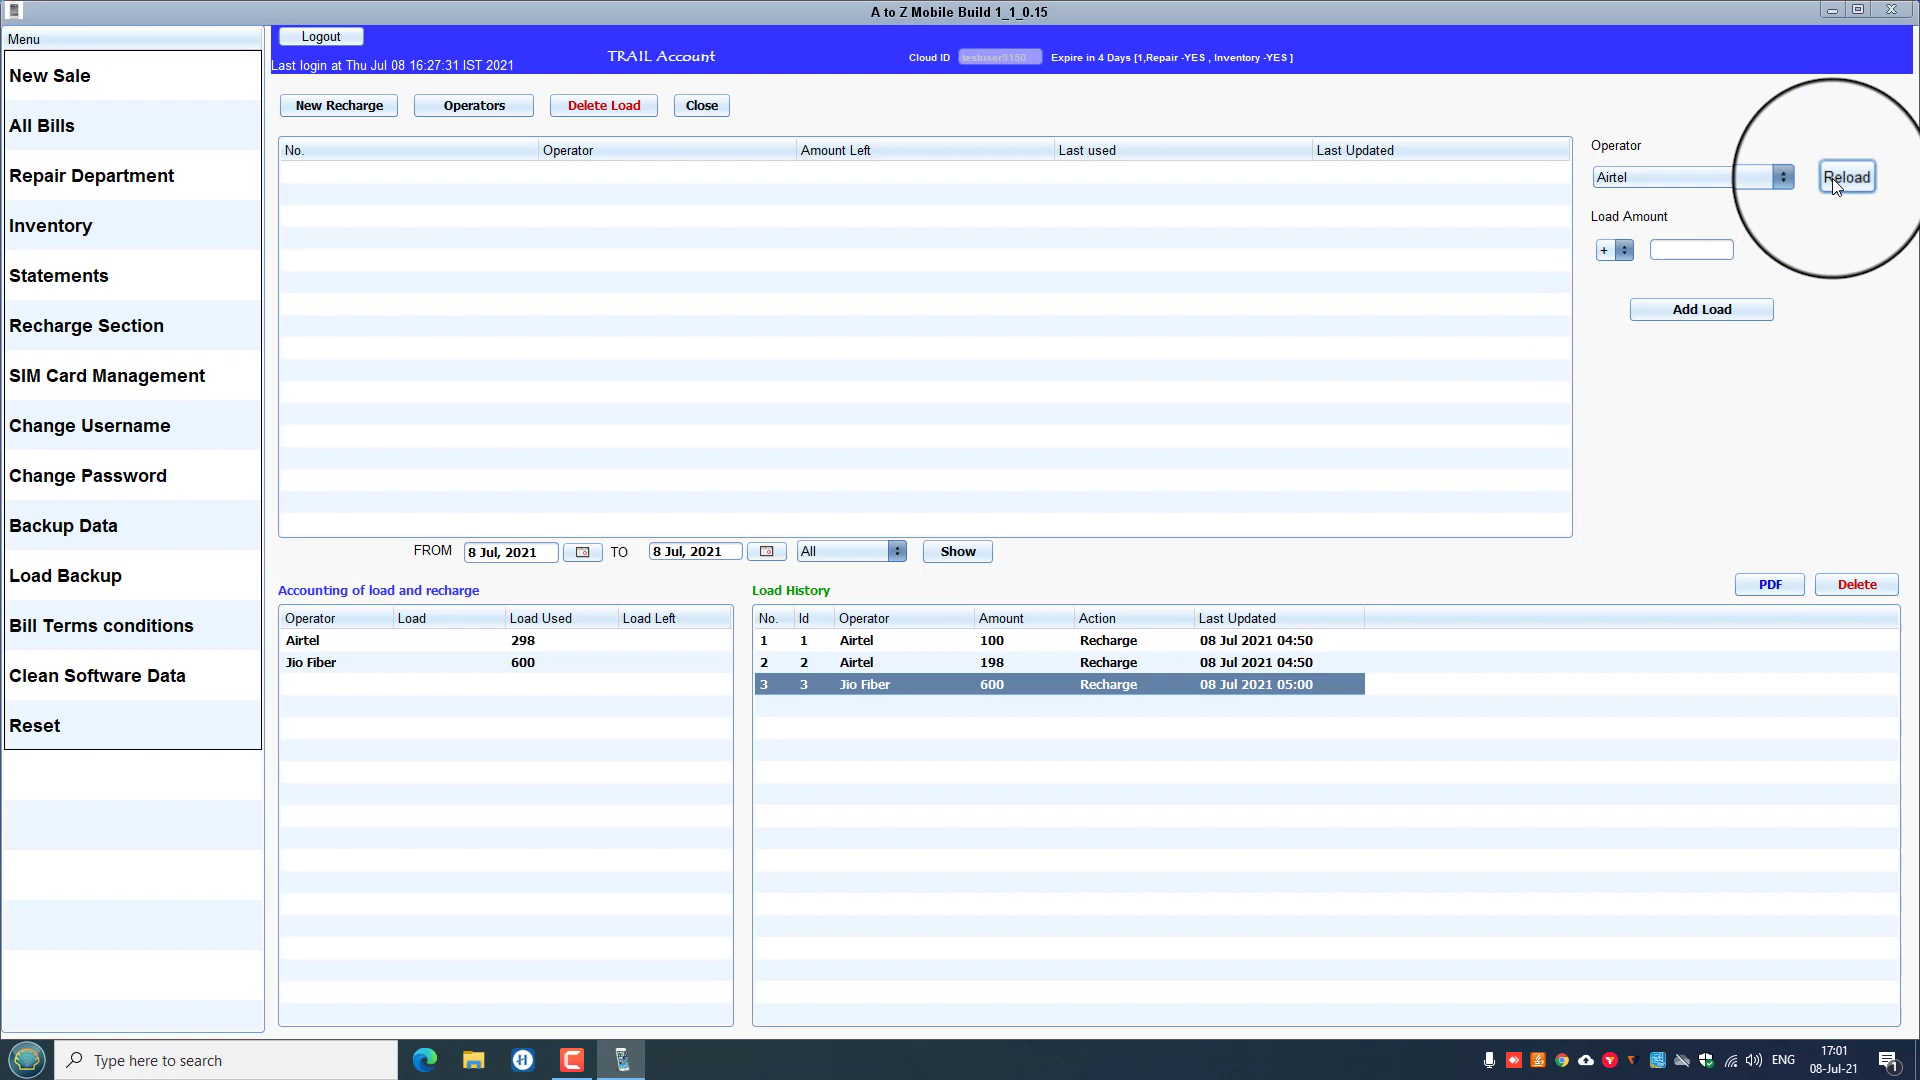 A to Z Mobile Build 1_1_0.15
Menu
Logout
Last login at Thu Jul 08 16:27:31 IST 2021
TRAIL Account
Cloud ID testuser9150 Expire in 4 Days [1,Repair -YES , Inventory -YES ]
New Sale
All Bills
Repair Department
Inventory
Statements
Recharge Section
SIM Card Management
Change Username
Change Password
Backup Data
Load Backup
Bill Terms conditions
Clean Software Data
Reset
New Recharge Operators Delete Load Close
No. Operator Amount Left Last used Last Updated
Operator
Airtel Reload
Load Amount
+
Add Load
FROM 8 Jul, 2021 TO 8 Jul, 2021 All Show
PDF Delete
Accounting of load and recharge
Operator Load Load Used Load Left
Airtel 298
Jio Fiber 600
Load History
No. Id Operator Amount Action Last Updated
1 1 Airtel 100 Recharge 08 Jul 2021 04:50
2 2 Airtel 198 Recharge 08 Jul 2021 04:50
3 3 Jio Fiber 600 Recharge 08 Jul 2021 05:00
Type here to search
ENG
17:01
08-Jul-21
1